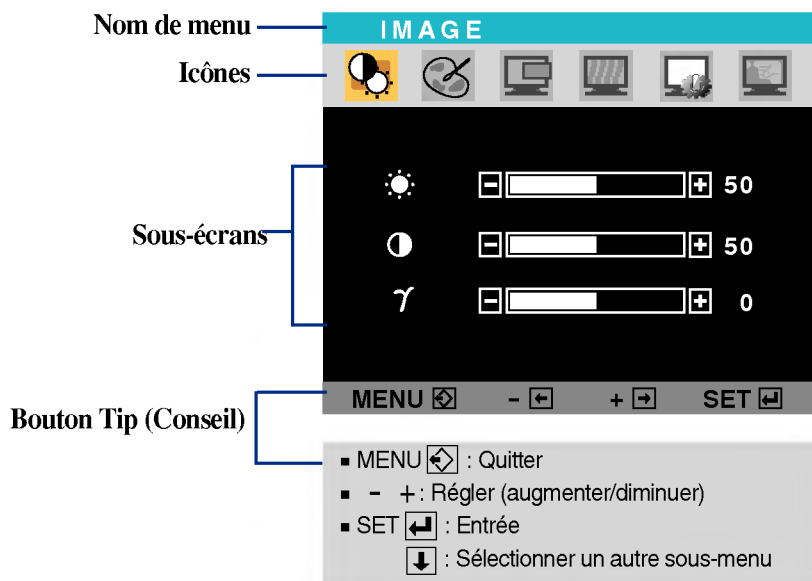 Nom de menu
IMAGE
Icônes
50
Sous-écrans
50
γ
0
MENU - + SET
Bouton Tip (Conseil)
▪ MENU : Quitter
▪ - + : Régler (augmenter/diminuer)
▪ SET : Entrée
: Sélectionner un autre sous-menu